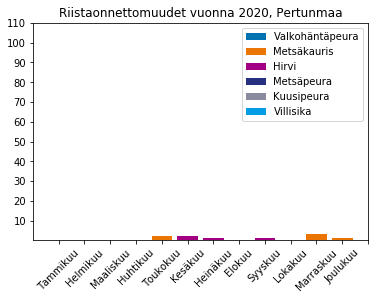 Riistaonnettomuudet vuonna 2020, Pertunmaa
110
100
90
80
70
60
50
40
30
20
10
Valkohäntäpeura
Metsäkauris
Hirvi
Metsäpeura
Kuusipeura
Villisika
Tammikuu
Helmikuu
Maaliskuu
Huhtikuu
Toukokuu
Kesäkuu
Heinäkuu
Elokuu
Syyskuu
Lokakuu
Marraskuu
Joulukuu